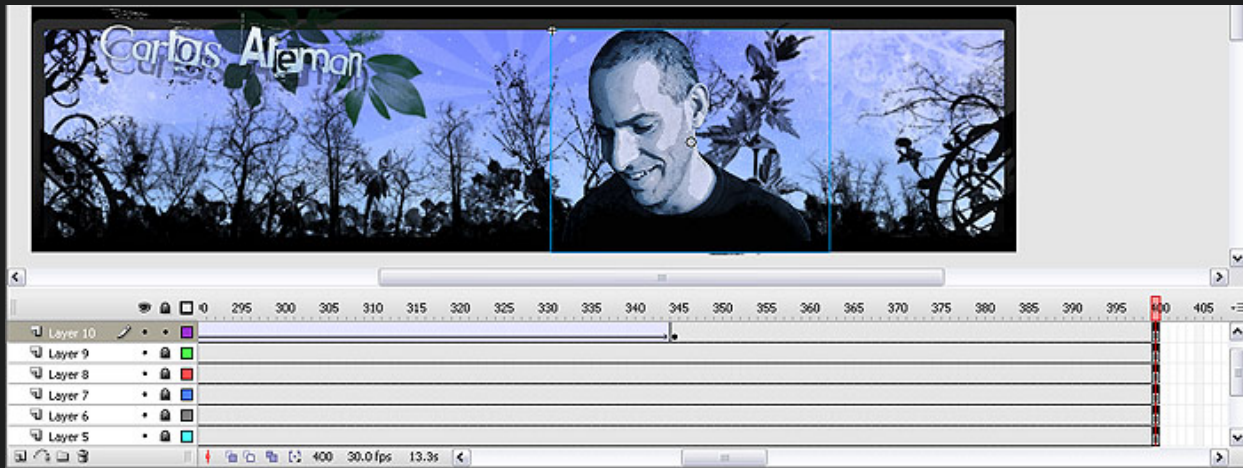 Carlos Aleman
0 295 300 305 310 315 320 325 330 335 340 345 350 355 360 365 370 375 380 385 390 395 400 405
Layer 10
Layer 9
Layer 8
Layer 7
Layer 6
Layer 5
400 30.0 fps 13.3s